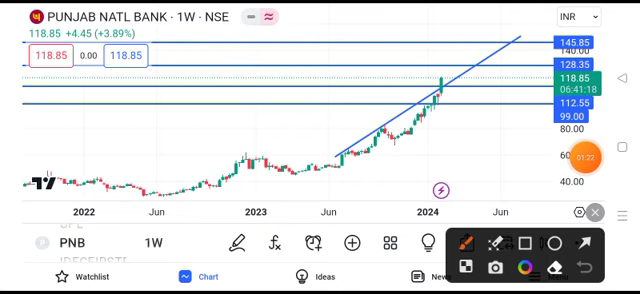 PUNJAB NATL BANK · 1W · NSE
INR
118.85 +4.45 (+3.89%)
118.85 0.00 118.85
145.85
140.00
128.35
118.85
06:41:18
112.55
99.00
80.00
60
01:22
40.00
2022 Jun 2023 Jun 2024 Jun
PNB 1W
Watchlist Chart Ideas News Menu